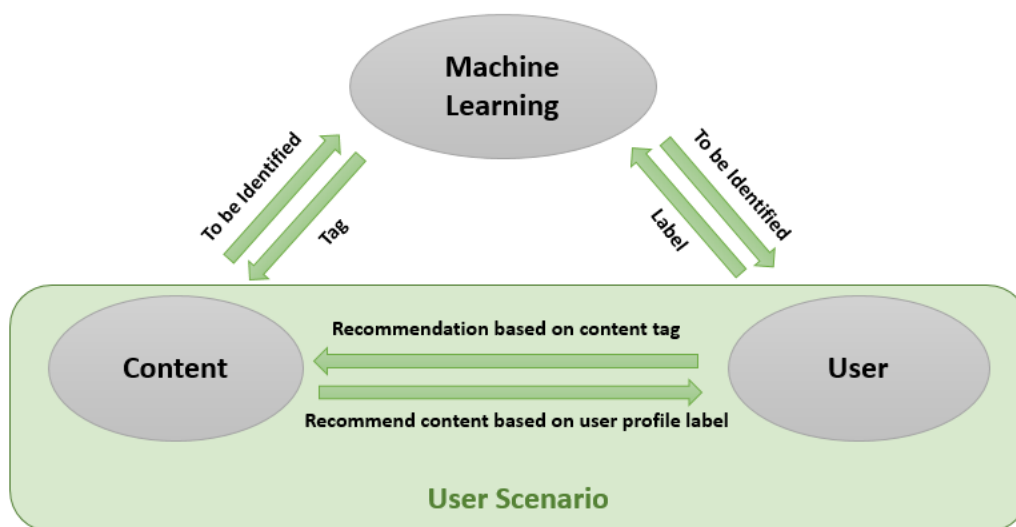 Machine
Learning
To be Identified
Tag
To be Identified
Label
Recommendation based on content tag
Content
User
Recommend content based on user profile label
User Scenario